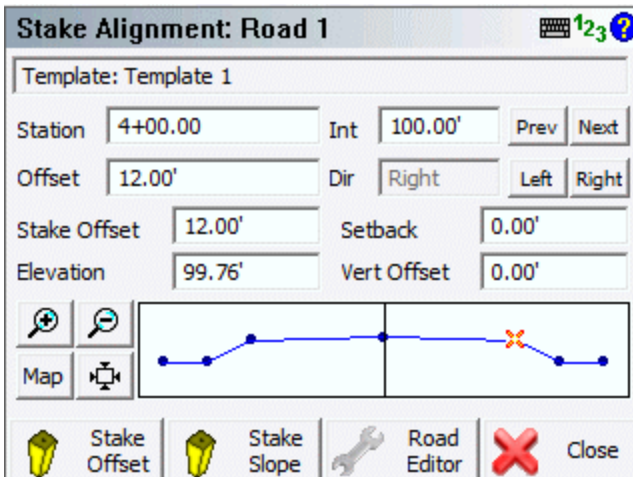 Stake Alignment: Road 1 123 ?
Template: Template 1
Station 4+00.00 Int 100.00' Prev Next
Offset 12.00' Dir Right Left Right
Stake Offset 12.00' Setback 0.00'
Elevation 99.76' Vert Offset 0.00'
Map
Stake Offset Stake Slope Road Editor Close